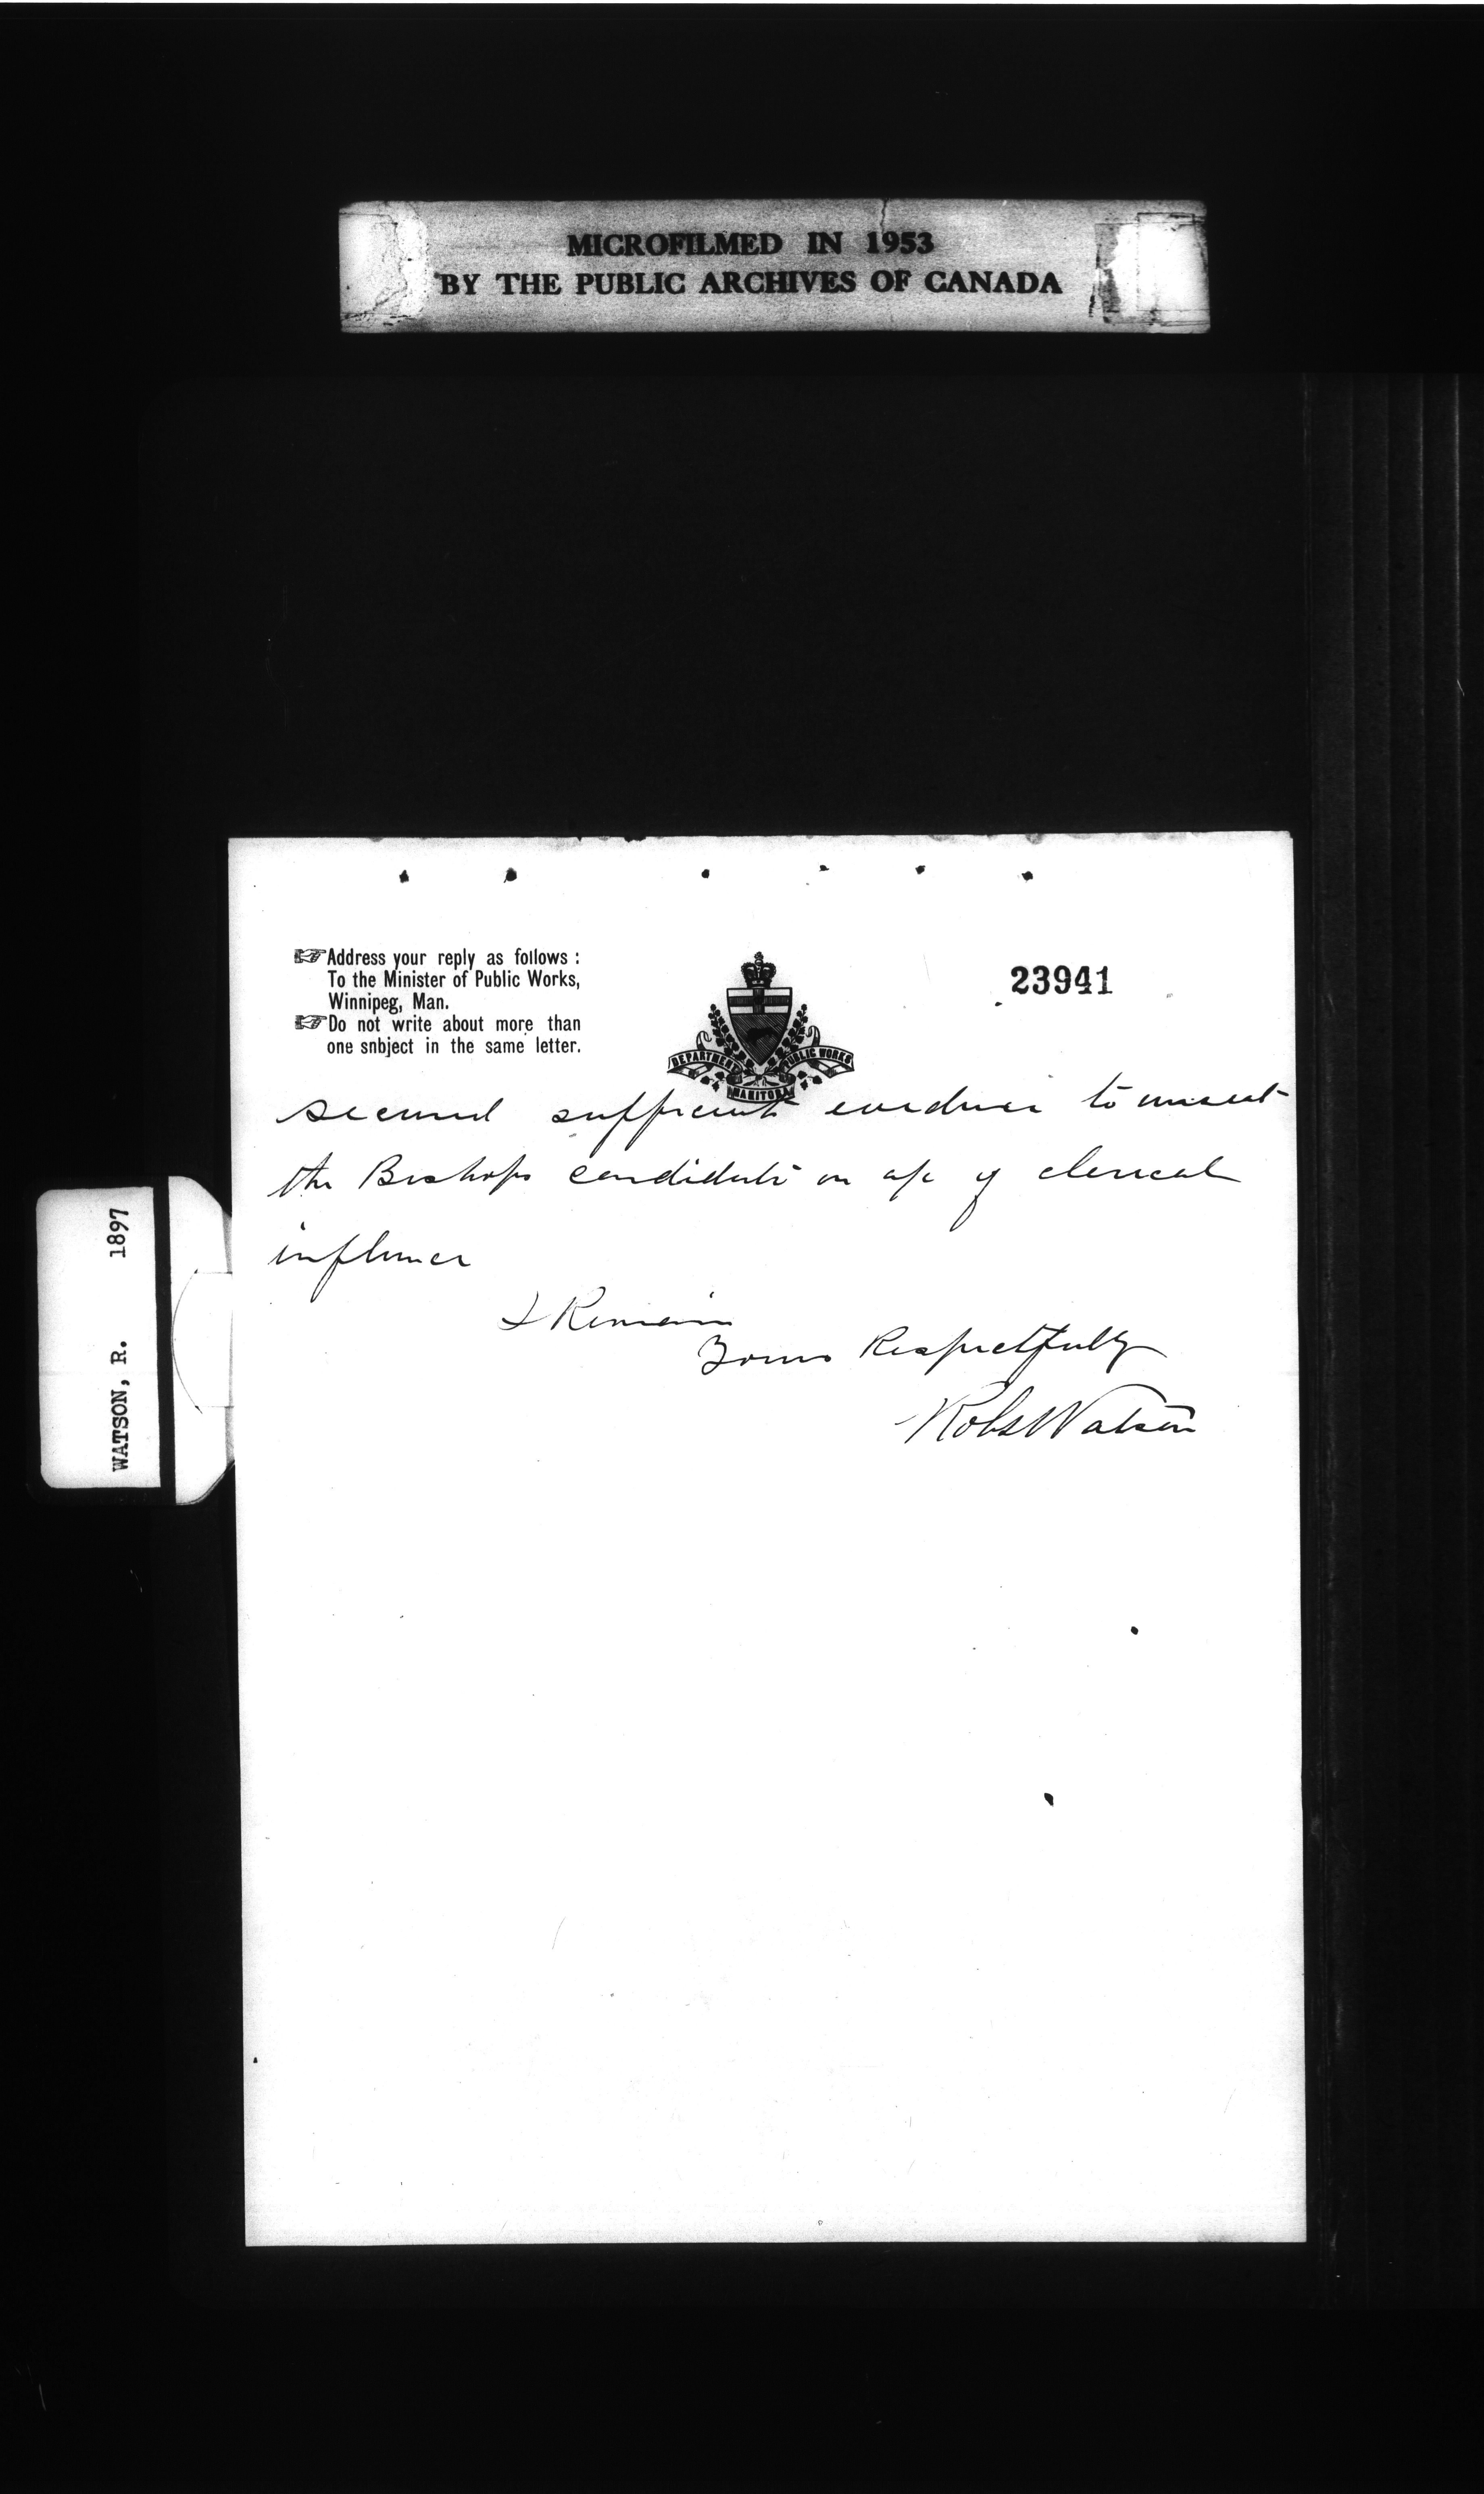 MICROFILMED IN 1953
BY THE PUBLIC ARCHIVES OF CANADA
Address your reply as follows :
To the Minister of Public Works,
Winnipeg, Man.
Do not write about more than
one snbject in the same letter.
23941
DEPARTMENT PUBLIC WORKS
MANITOBA
secured sufficient evidence to unseat
the Bishops candidate on a/c of clerical
influence
I Remain
Yours Respectfully
Robt Watson
WATSON, R. 1897